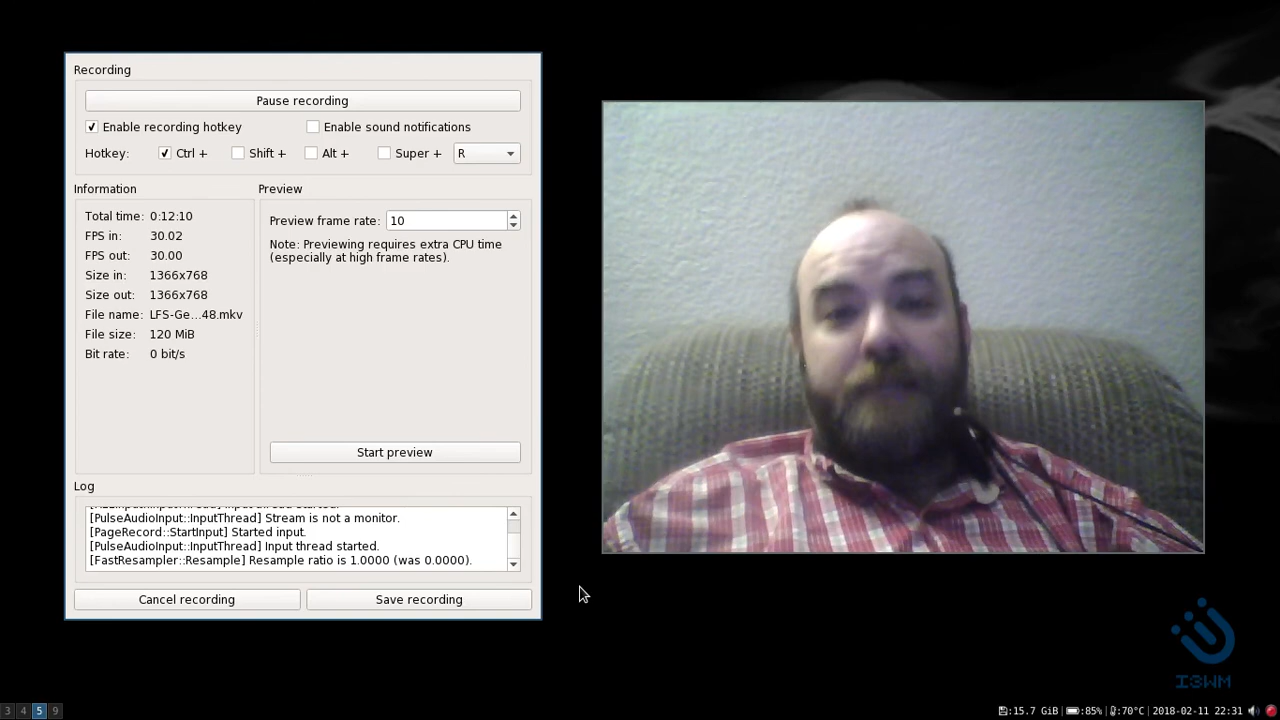 Recording
Pause recording
Enable recording hotkey
Enable sound notifications
Hotkey: Ctrl + Shift + Alt + Super + R
Information
Total time: 0:12:10
FPS in: 30.02
FPS out: 30.00
Size in: 1366x768
Size out: 1366x768
File name: LFS-Ge...48.mkv
File size: 120 MiB
Bit rate: 0 bit/s
Preview
Preview frame rate: 10
Note: Previewing requires extra CPU time
(especially at high frame rates).
Start preview
Log
[PulseAudioInput::InputThread] Stream is not a monitor.
[PageRecord::StartInput] Started input.
[PulseAudioInput::InputThread] Input thread started.
[FastResampler::Resample] Resample ratio is 1.0000 (was 0.0000).
Cancel recording
Save recording
I3WM
3 4 5 9
:15.7 GiB | :85% | :70°C | 2018-02-11 22:31